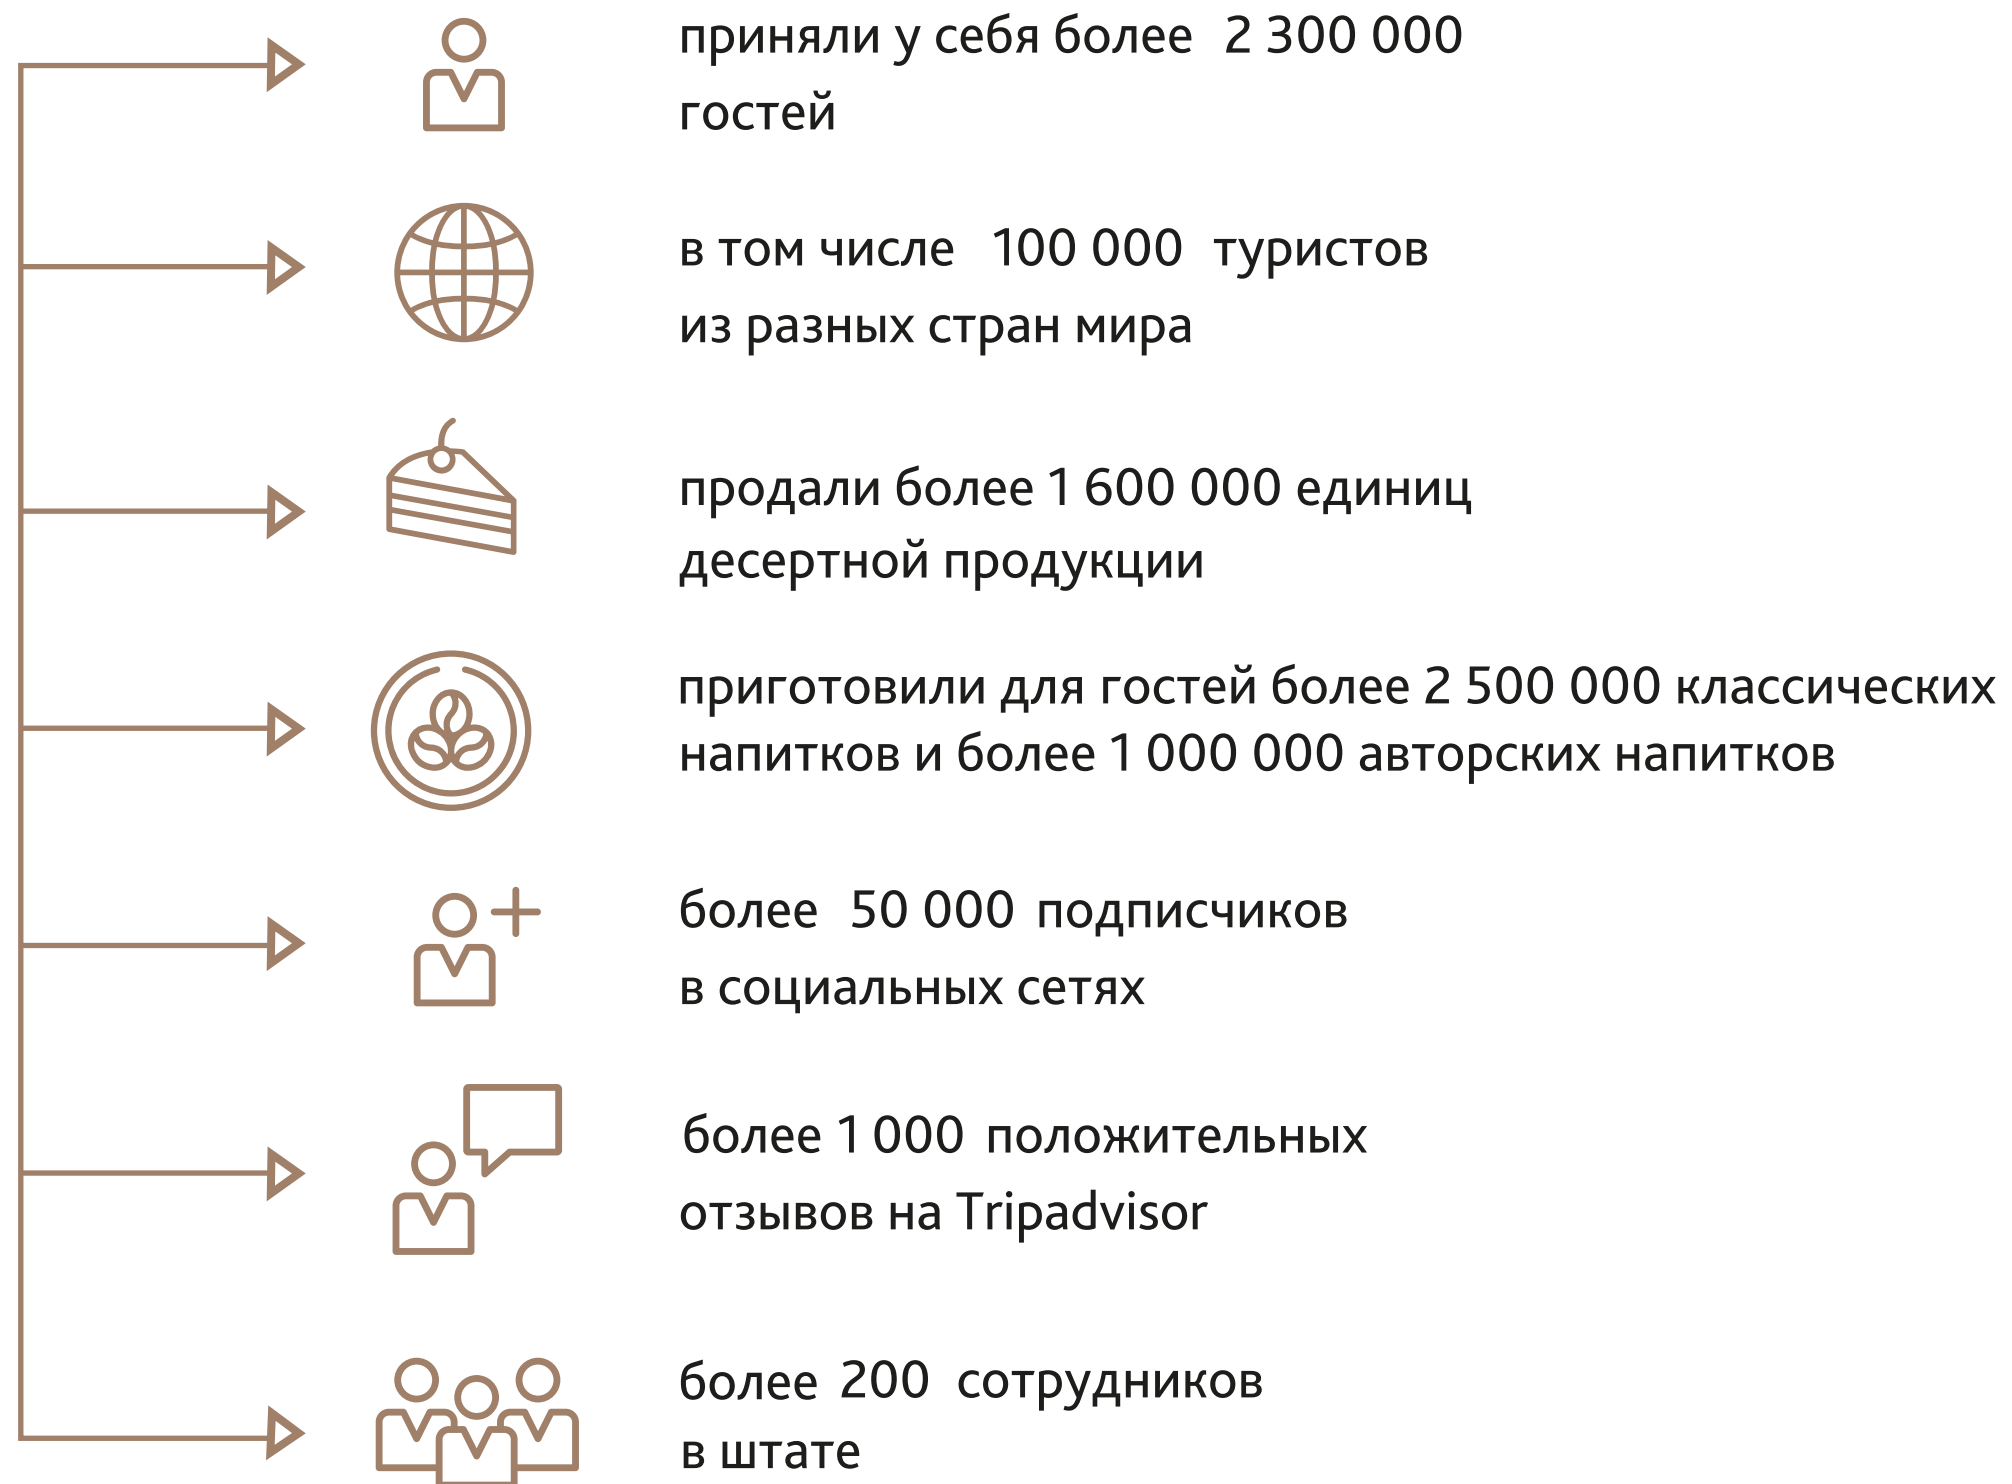 приняли у себя более 2 300 000
гостей
в том числе 100 000 туристов
из разных стран мира
продали более 1 600 000 единиц
десертной продукции
приготовили для гостей более 2 500 000 классических
напитков и более 1 000 000 авторских напитков
более 50 000 подписчиков
в социальных сетях
более 1 000 положительных
отзывов на Tripadvisor
более 200 сотрудников
в штате